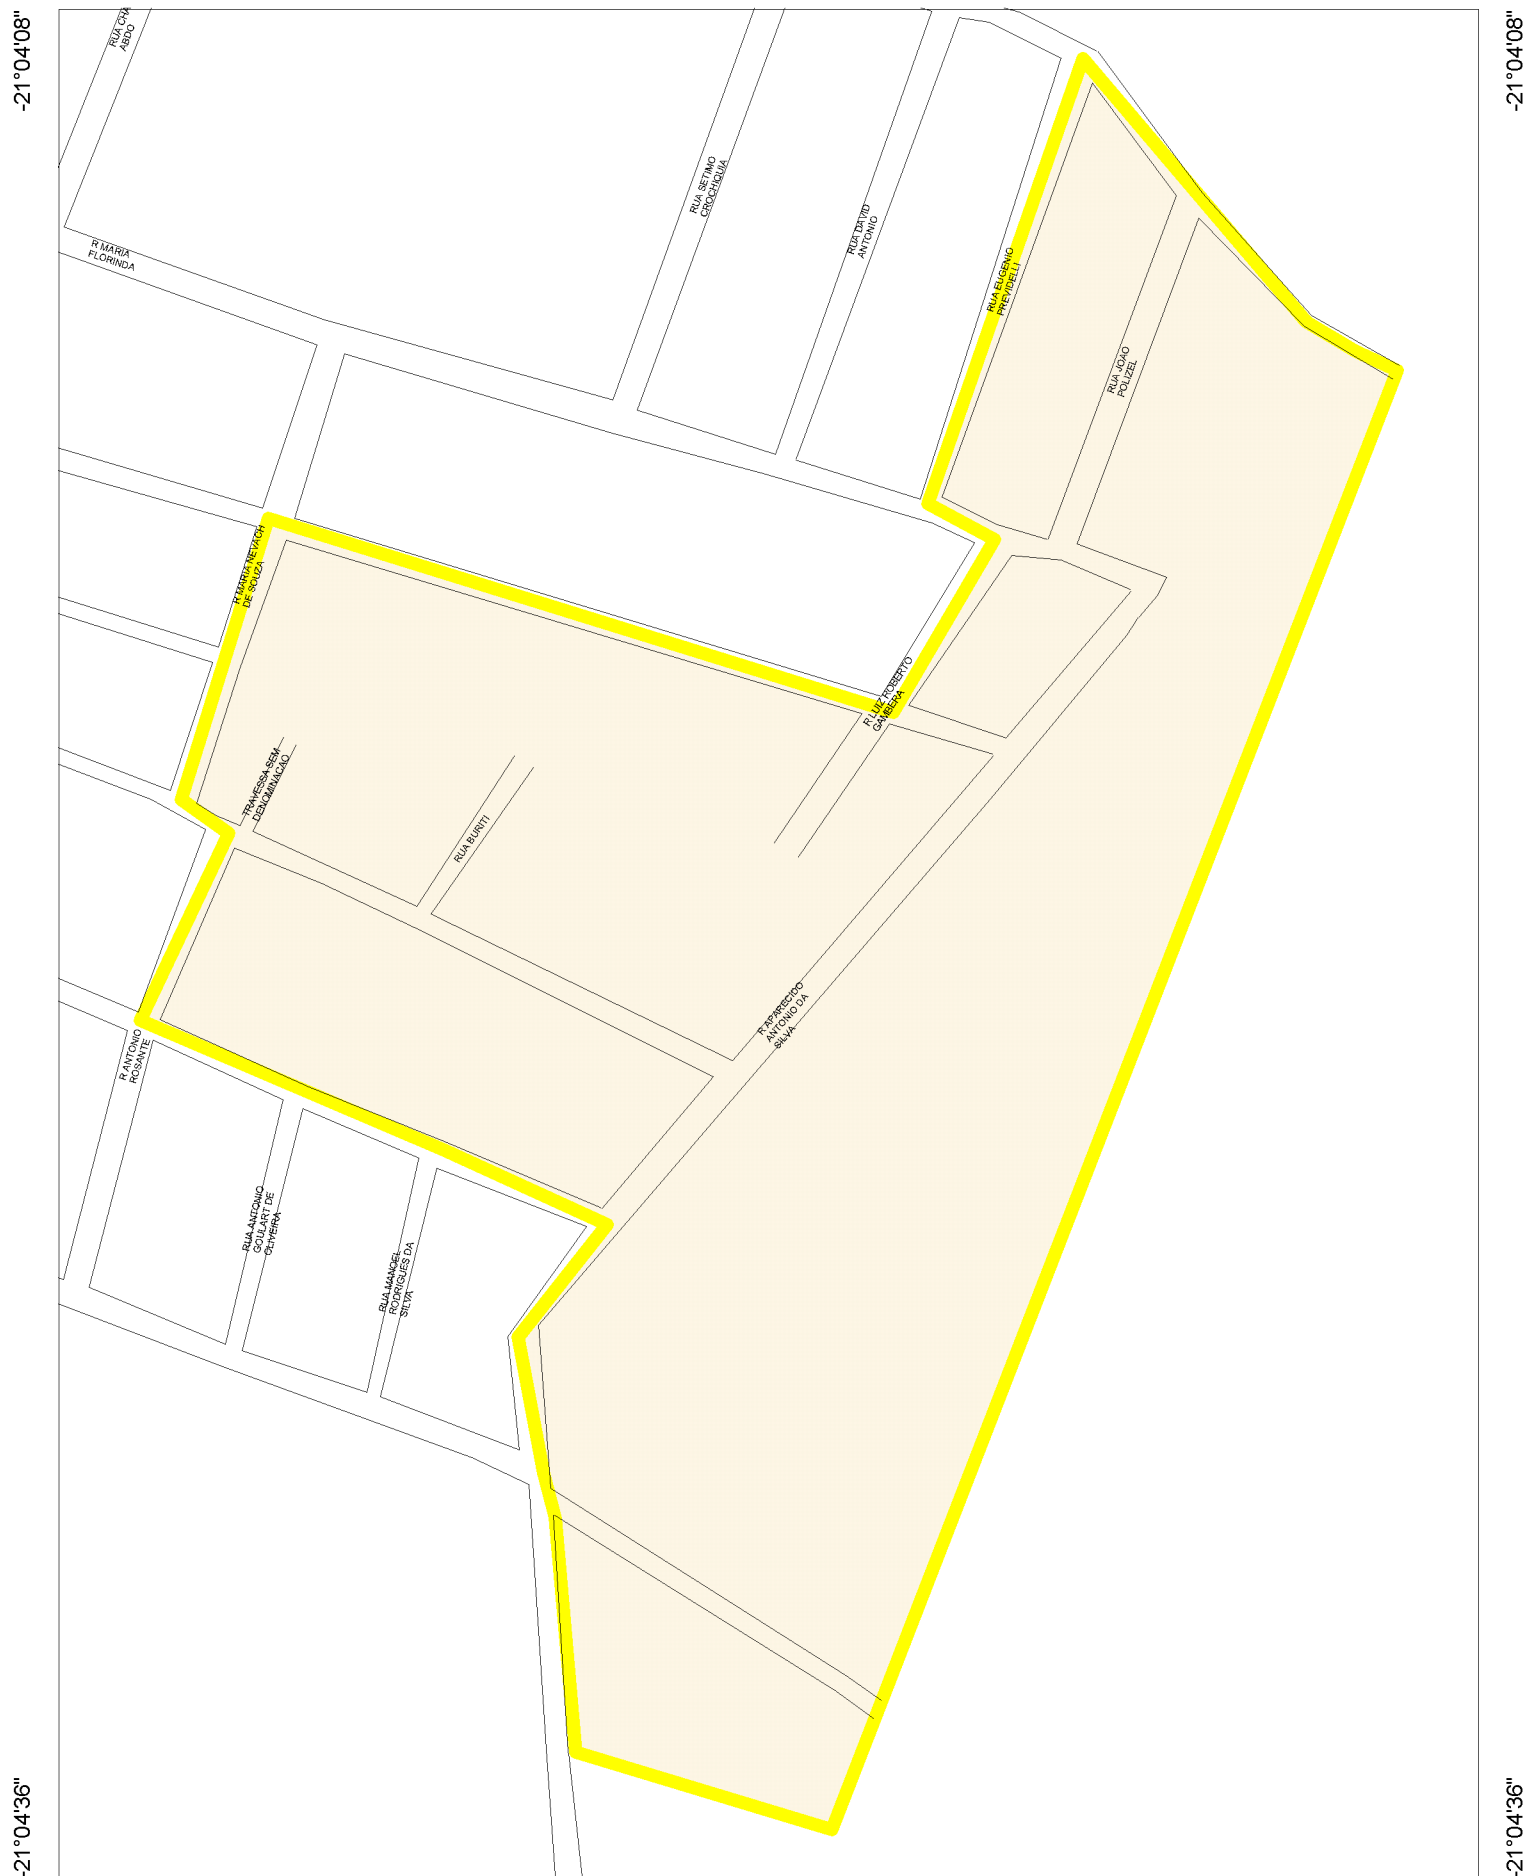 -21°04'08"
-21°04'08"
RUA CHA
ABDO
R MARIA
FLORINDA
RUA SETIMO
CROCHIQUIA
RUA DAVID
ANTONIO
RUA EUGENIO
PREVIDELLI
RUA JOAO
POLIZEL
R MARIA NEVACH
DE SOUZA
R LUIZ ROBERTO
GAMBERA
TRAVESSA SEM
DENOMINACAO
RUA BURITI
R APARECIDO
ANTONIO DA
SILVA
R ANTONIO
ROSANTE
RUA ANTONIO
GOULART DE
OLIVEIRA
RUA MANOEL
RODRIGUES DA
SILVA
-21°04'36"
-21°04'36"